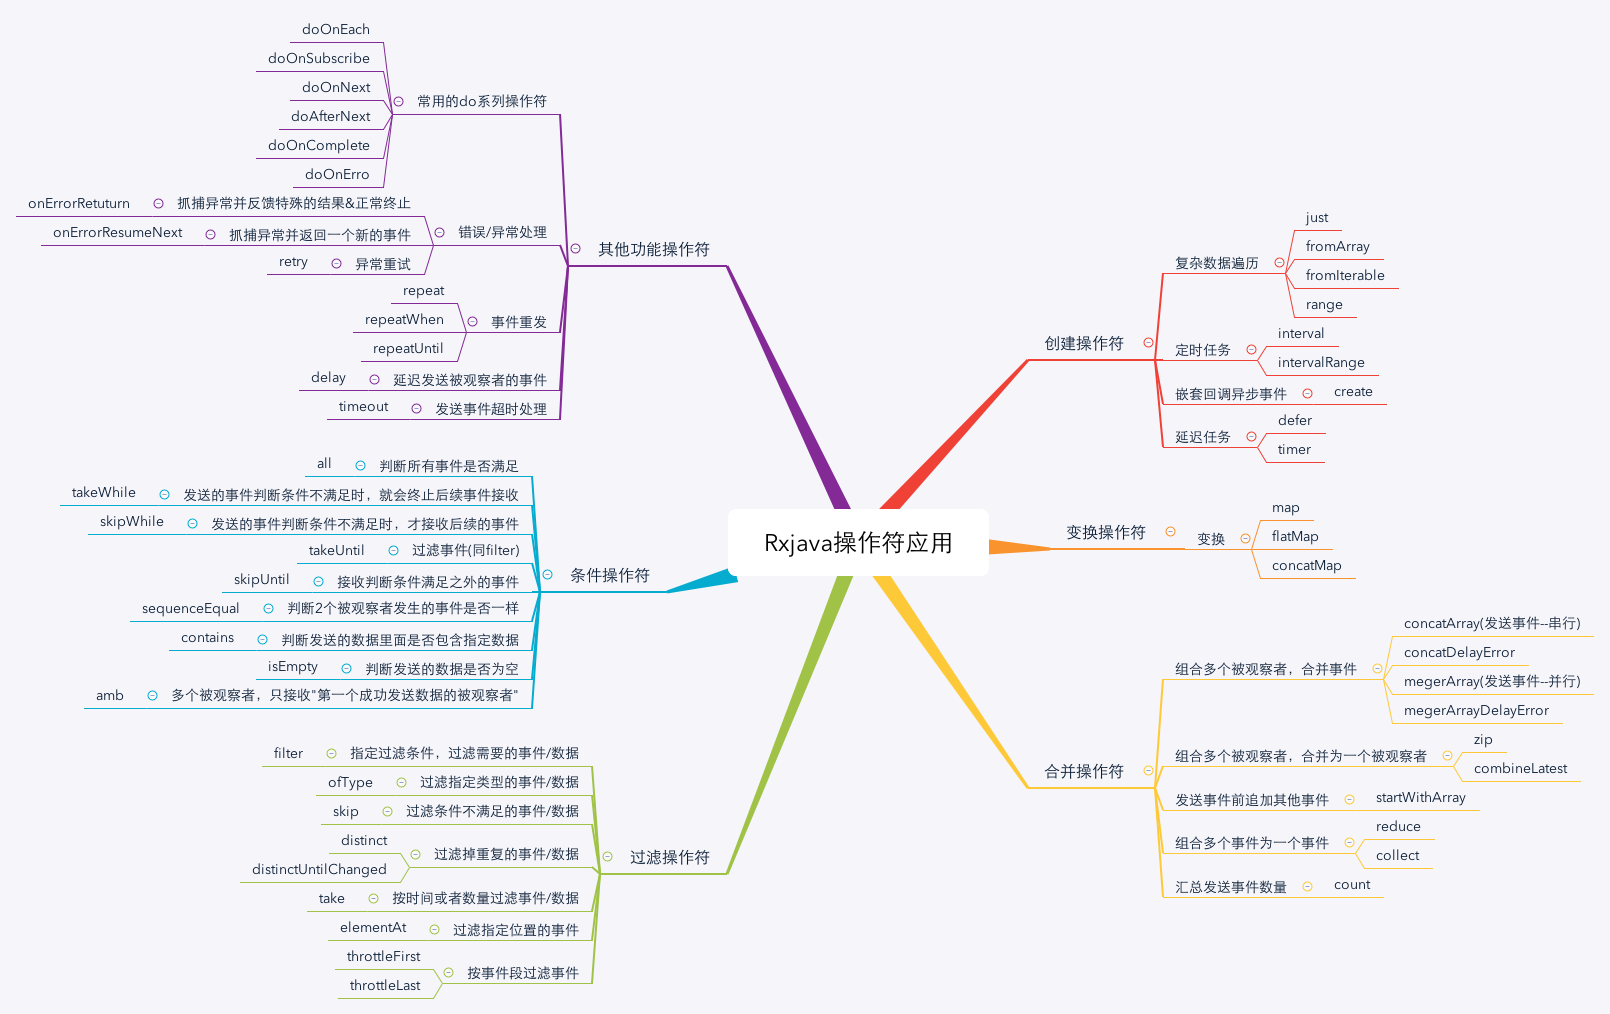 Rxjava操作符应用
创建操作符
复杂数据遍历
just
fromArray
fromIterable
range
定时任务
interval
intervalRange
嵌套回调异步事件
create
延迟任务
defer
timer
变换操作符
变换
map
flatMap
concatMap
合并操作符
组合多个被观察者，合并事件
concatArray(发送事件--串行)
concatDelayError
megerArray(发送事件--并行)
megerArrayDelayError
组合多个被观察者，合并为一个被观察者
zip
combineLatest
发送事件前追加其他事件
startWithArray
组合多个事件为一个事件
reduce
collect
汇总发送事件数量
count
其他功能操作符
常用的do系列操作符
doOnEach
doOnSubscribe
doOnNext
doAfterNext
doOnComplete
doOnErro
错误/异常处理
抓捕异常并反馈特殊的结果&正常终止
onErrorRetuturn
抓捕异常并返回一个新的事件
onErrorResumeNext
异常重试
retry
事件重发
repeat
repeatWhen
repeatUntil
延迟发送被观察者的事件
delay
发送事件超时处理
timeout
条件操作符
判断所有事件是否满足
all
发送的事件判断条件不满足时，就会终止后续事件接收
takeWhile
发送的事件判断条件不满足时，才接收后续的事件
skipWhile
过滤事件(同filter)
takeUntil
接收判断条件满足之外的事件
skipUntil
判断2个被观察者发生的事件是否一样
sequenceEqual
判断发送的数据里面是否包含指定数据
contains
判断发送的数据是否为空
isEmpty
多个被观察者，只接收"第一个成功发送数据的被观察者"
amb
过滤操作符
指定过滤条件，过滤需要的事件/数据
filter
过滤指定类型的事件/数据
ofType
过滤条件不满足的事件/数据
skip
过滤掉重复的事件/数据
distinct
distinctUntilChanged
按时间或者数量过滤事件/数据
take
过滤指定位置的事件
elementAt
按事件段过滤事件
throttleFirst
throttleLast